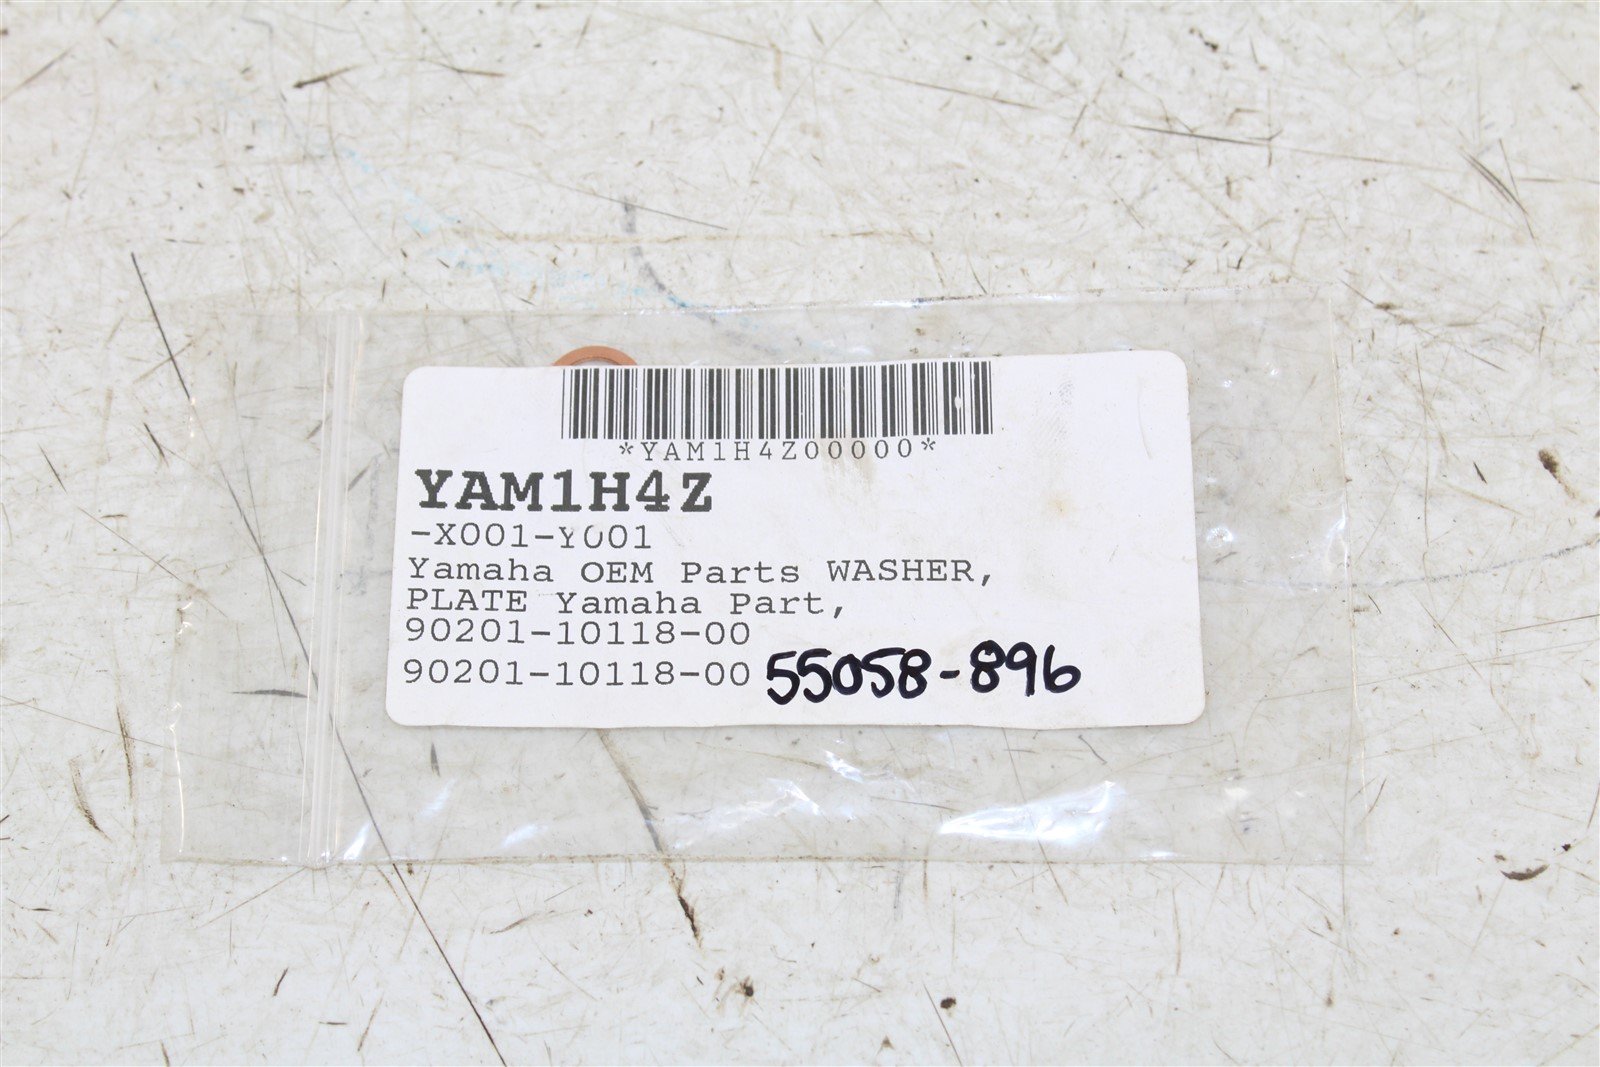 *YAM1H4Z00000*
YAM1H4Z
-X001-Y001
Yamaha OEM Parts WASHER,
PLATE Yamaha Part,
90201-10118-00
90201-10118-00 55058-896